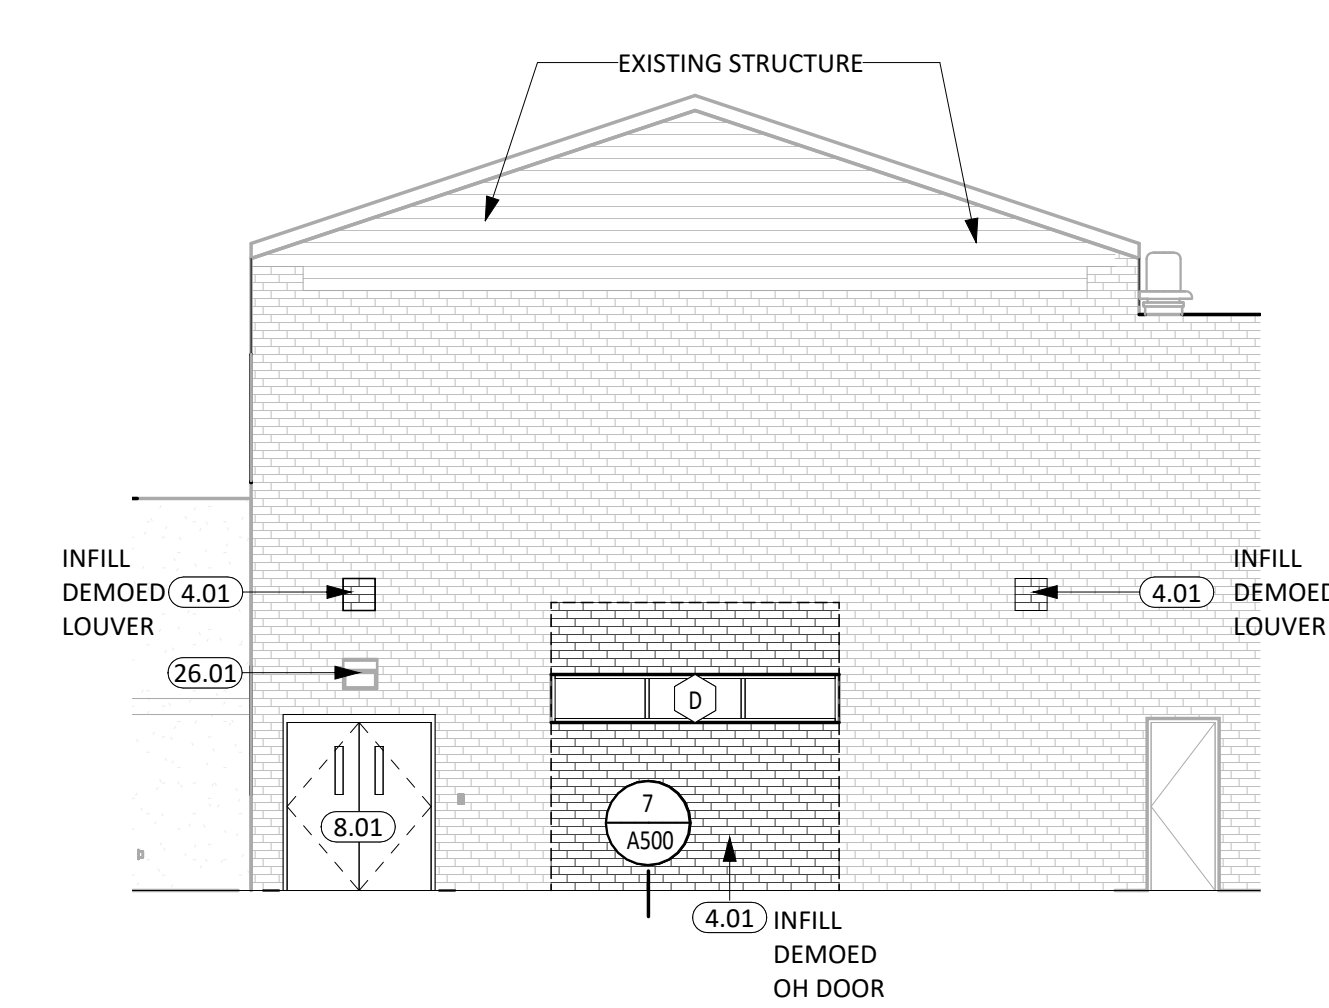 EXISTING STRUCTURE
INFILL
DEMOED
LOUVER
4.01
26.01
8.01
D
7
A500
4.01
INFILL
DEMOED
OH DOOR
4.01
INFILL
DEMOED
LOUVER